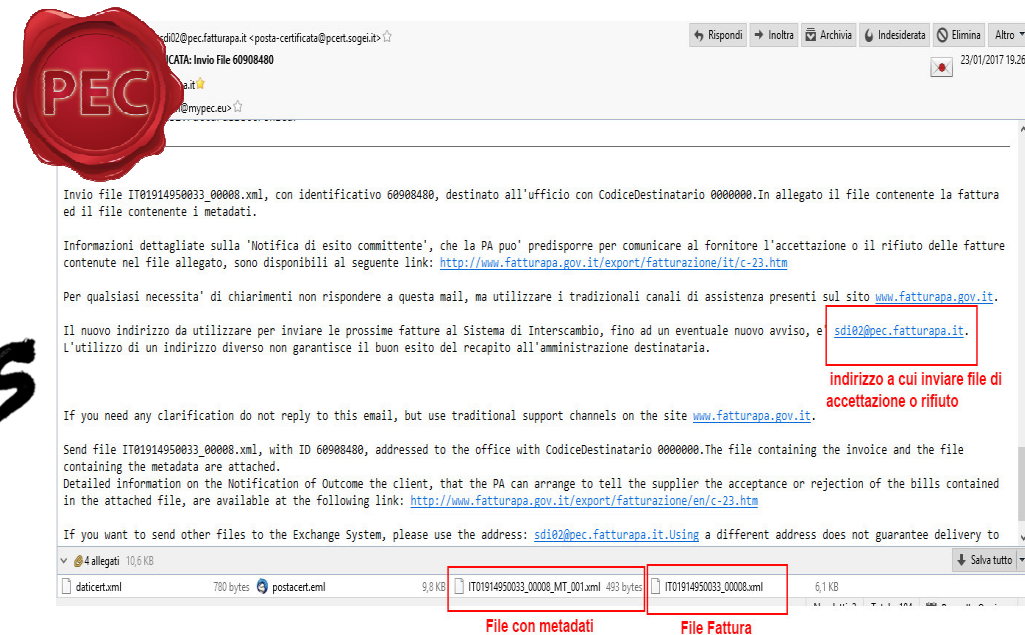 PEC
sdi02@pec.fatturapa.it <posta-certificata@pcert.sogei.it>
Rispondi Inoltra Archivia Indesiderata Elimina Altro
CATA: Invio File 60908480
23/01/2017 19.26
a.it
@mypec.eu>
Invio file IT01914950033_00008.xml, con identificativo 60908480, destinato all'ufficio con CodiceDestinatario 0000000.In allegato il file contenente la fattura
ed il file contenente i metadati.
Informazioni dettagliate sulla 'Notifica di esito committente', che la PA puo' predisporre per comunicare al fornitore l'accettazione o il rifiuto delle fatture
contenute nel file allegato, sono disponibili al seguente link: http://www.fatturapa.gov.it/export/fatturazione/it/c-23.htm
Per qualsiasi necessita' di chiarimenti non rispondere a questa mail, ma utilizzare i tradizionali canali di assistenza presenti sul sito www.fatturapa.gov.it.
Il nuovo indirizzo da utilizzare per inviare le prossime fatture al Sistema di Interscambio, fino ad un eventuale nuovo avviso, e' sdi02@pec.fatturapa.it.
L'utilizzo di un indirizzo diverso non garantisce il buon esito del recapito all'amministrazione destinataria.
indirizzo a cui inviare file di
accettazione o rifiuto
If you need any clarification do not reply to this email, but use traditional support channels on the site www.fatturapa.gov.it.
Send file IT01914950033_00008.xml, with ID 60908480, addressed to the office with CodiceDestinatario 0000000.The file containing the invoice and the file
containing the metadata are attached.
Detailed information on the Notification of Outcome the client, that the PA can arrange to tell the supplier the acceptance or rejection of the bills contained
in the attached file, are available at the following link: http://www.fatturapa.gov.it/export/fatturazione/en/c-23.htm
If you want to send other files to the Exchange System, please use the address: sdi02@pec.fatturapa.it.Using a different address does not guarantee delivery to
4 allegati 10,6 KB
Salva tutto
daticert.xml 780 bytes postacert.eml 9,8 KB IT01914950033_00008_MT_001.xml 493 bytes IT01914950033_00008.xml 6,1 KB
File con metadati
File Fattura